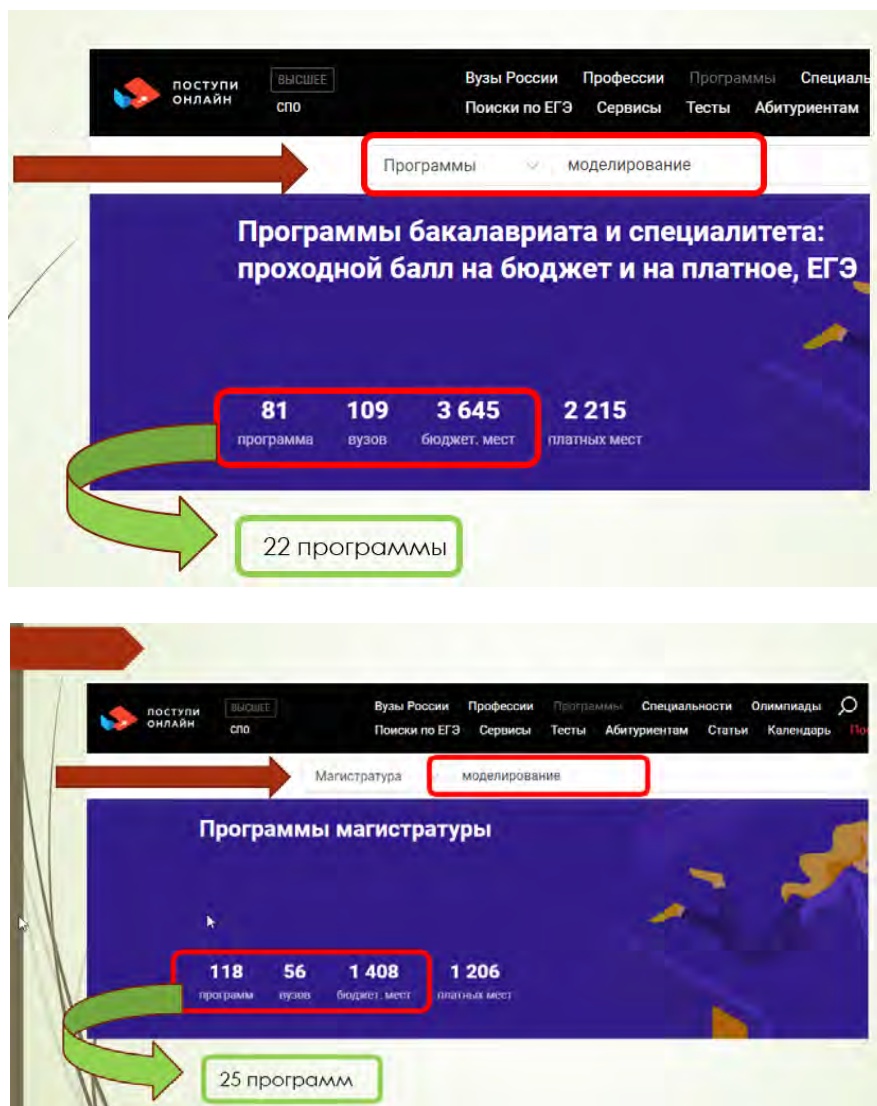 ПОСТУПИ ОНЛАЙН
ВЫСШЕЕ
СПО
Вузы России Профессии Программы
Поиски по ЕГЭ Сервисы Тесты Абитуриентам
Программы моделирование
Программы бакалавриата и специалитета:
проходной балл на бюджет и на платное, ЕГЭ
81 109 3 645 2 215
программа вузов бюджет. мест платных мест
22 программы
ПОСТУПИ ОНЛАЙН
ВЫСШЕЕ
СПО
Вузы России Профессии Программы Специальности Олимпиады
Поиски по ЕГЭ Сервисы Тесты Абитуриентам Статьи Календарь
Магистратура моделирование
Программы магистратуры
118 56 1 408 1 206
программ вузов бюджет. мест платных мест
25 программ